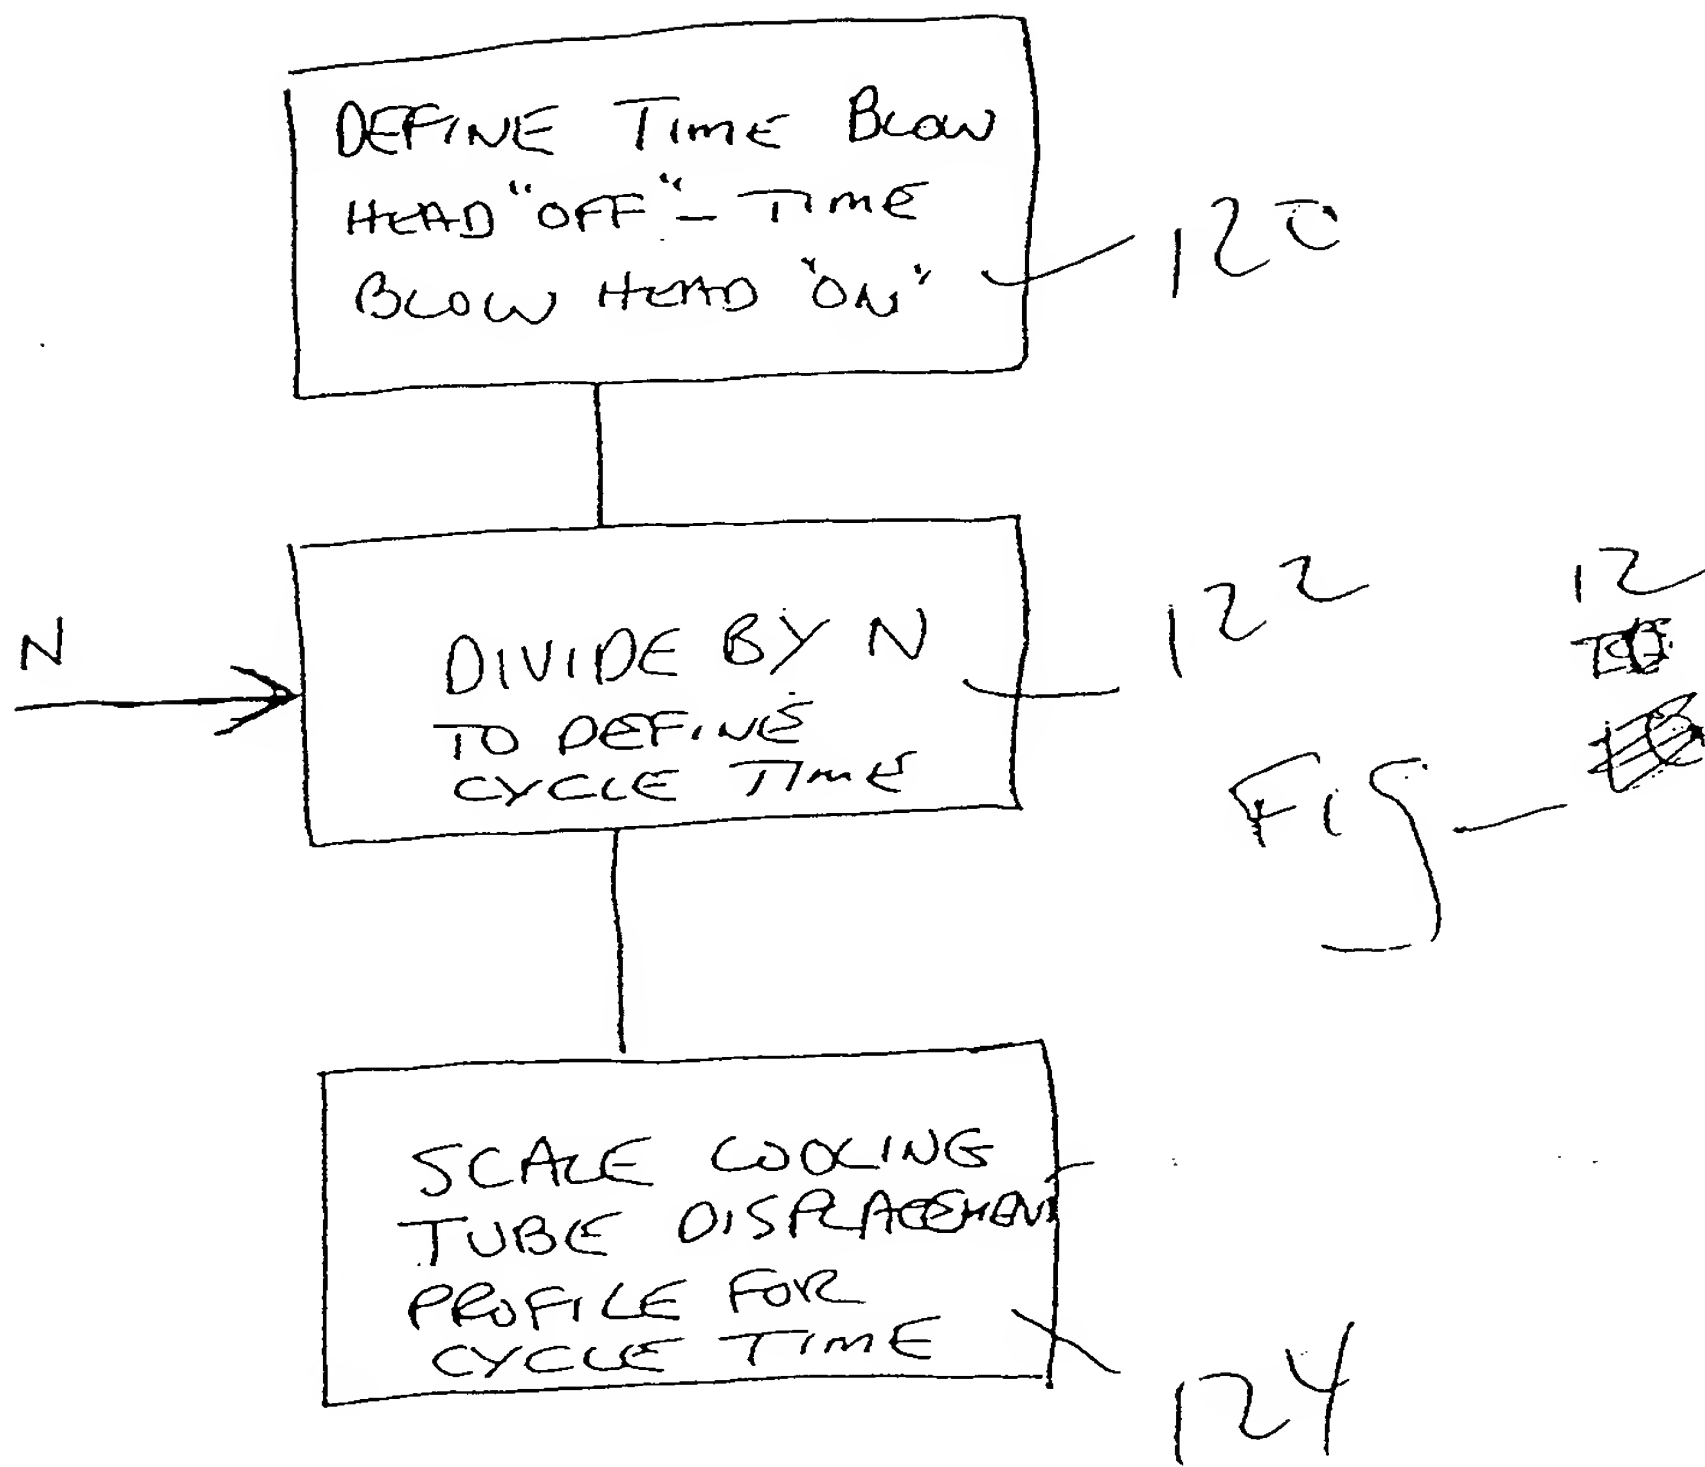 DEFINE TIME BLOW
HEAD "OFF" - TIME
BLOW HEAD "ON"
120
N
DIVIDE BY N
TO DEFINE
CYCLE TIME
122
Fig
12
SCALE COOLING
TUBE DISPLACEMENT
PROFILE FOR
CYCLE TIME
124